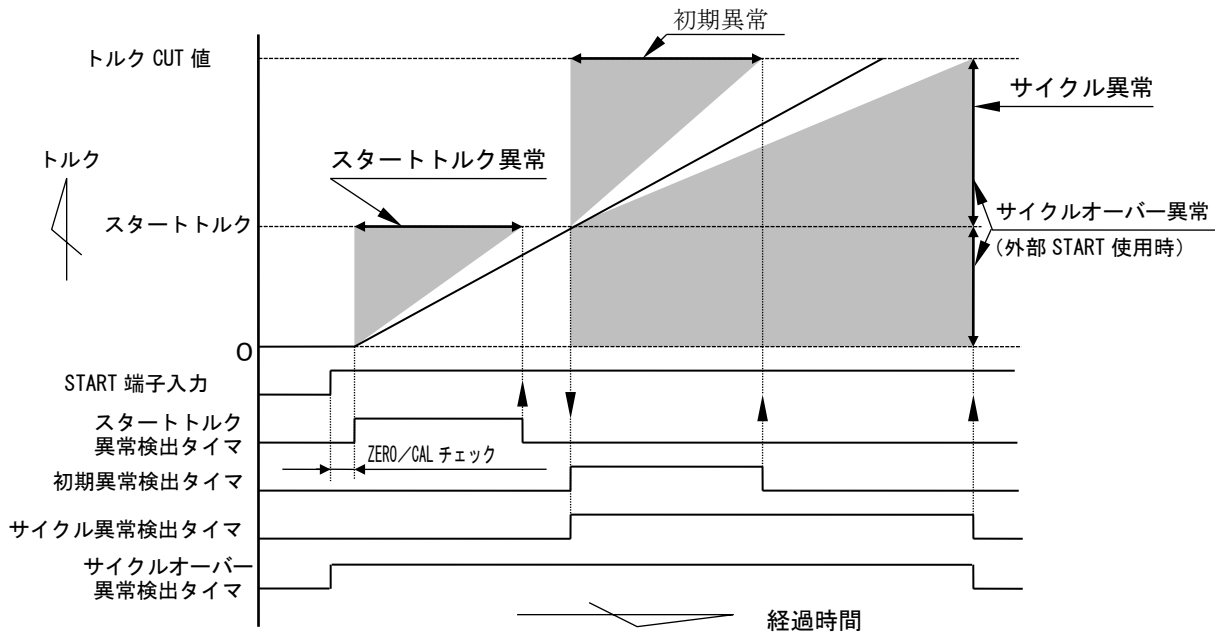 初期異常
トルク CUT 値
サイクル異常
トルク
スタートトルク異常
スタートトルク
サイクルオーバー異常
(外部 START 使用時)
0
START 端子入力
スタートトルク
異常検出タイマ
ZERO/CAL チェック
初期異常検出タイマ
サイクル異常検出タイマ
サイクルオーバー
異常検出タイマ
経過時間